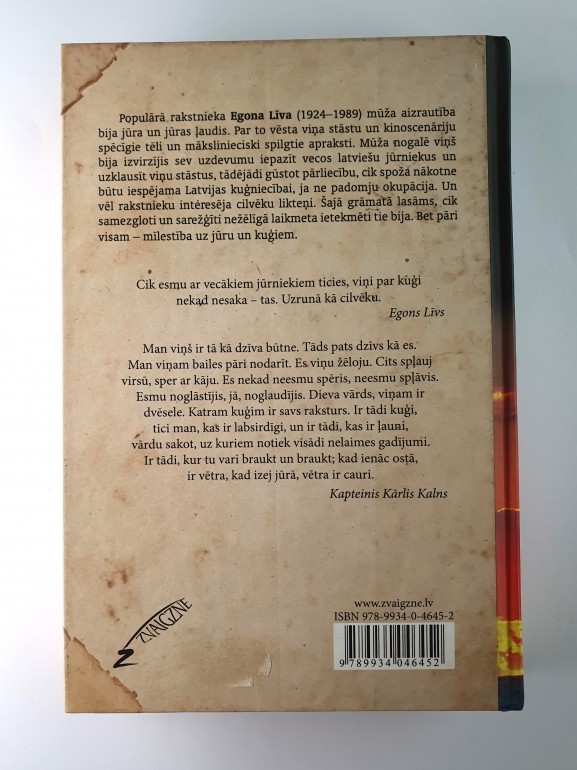 Populārā rakstnieka Egona Līva (1924–1989) mūža aizrautība
bija jūra un jūras ļaudis. Par to vēsta viņa stāstu un kinoscenāriju
spēcīgie tēli un mākslinieciski spilgtie apraksti. Mūža nogalē viņš
bija izvirzījis sev uzdevumu iepazīt vecos latviešu jūrniekus un
uzklausīt viņu stāstus, tādējādi gūstot pārliecību, cik spoža nākotne
būtu iespējama Latvijas kuģniecībai, ja ne padomju okupācija. Un
vēl rakstnieku interesēja cilvēku likteņi. Šajā grāmatā lasāms, cik
samezgloti un sarežģīti nežēlīgā laikmeta ietekmēti tie bija. Bet pāri
visam – mīlestība uz jūru un kuģiem.
Cik esmu ar vecākiem jūrniekiem ticies, viņi par kuģi
nekad nesaka – tas. Uzrunā kā cilvēku.
Egons Līvs
Man viņš ir tā kā dzīva būtne. Tāds pats dzīvs kā es.
Man viņam bailes pāri nodarīt. Es viņu žēloju. Cits spļauj
virsū, sper ar kāju. Es nekad neesmu spēris, neesmu spļāvis.
Esmu noglāstījis, jā, noglaudījis. Dieva vārds, viņam ir
dvēsele. Katram kuģim ir savs raksturs. Ir tādi kuģi,
tici man, kas ir labsirdīgi, un ir tādi, kas ir ļauni,
vārdu sakot, uz kuriem notiek visādi nelaimes gadījumi.
Ir tādi, kur tu vari braukt un braukt; kad ienāc ostā,
ir vētra, kad izej jūrā, vētra ir cauri.
Kapteinis Kārlis Kalns
ZVAIGZNE
www.zvaigzne.lv
ISBN 978-9934-0-4645-2
9 789934 046452